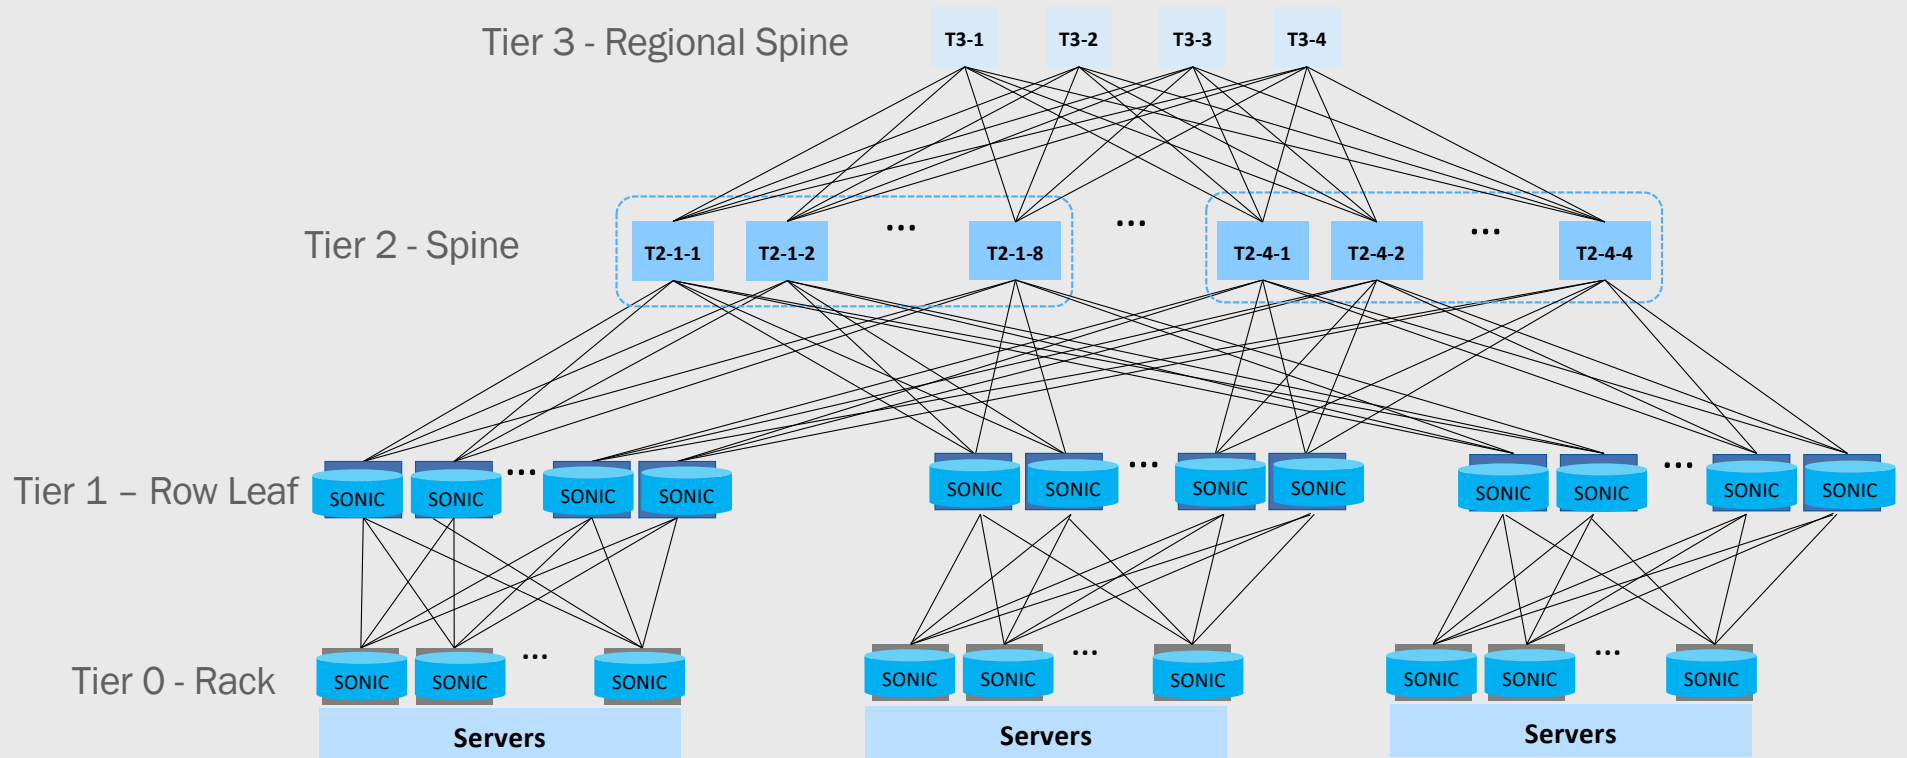 Tier 3 - Regional Spine
T3-1
T3-2
T3-3
T3-4
Tier 2 - Spine
T2-1-1
T2-1-2
...
T2-1-8
...
T2-4-1
T2-4-2
...
T2-4-4
Tier 1 – Row Leaf
SONIC
SONIC
...
SONIC
SONIC
SONIC
SONIC
...
SONIC
SONIC
SONIC
SONIC
...
SONIC
SONIC
Tier 0 - Rack
SONIC
SONIC
...
SONIC
SONIC
SONIC
...
SONIC
SONIC
SONIC
...
SONIC
Servers
Servers
Servers